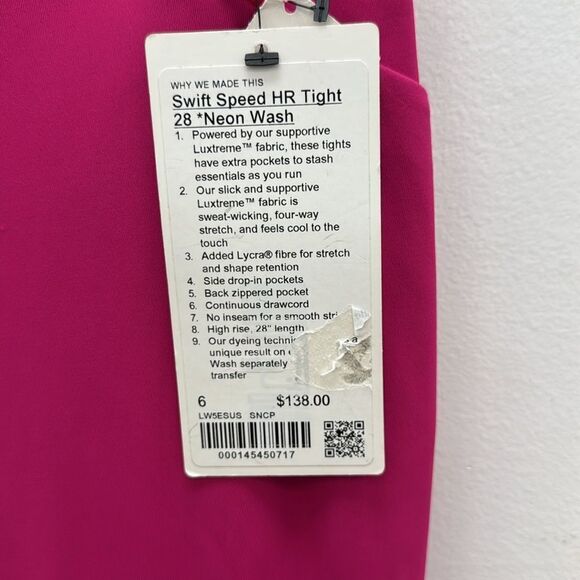 WHY WE MADE THIS
Swift Speed HR Tight
28 *Neon Wash
1. Powered by our supportive
Luxtreme™ fabric, these tights
have extra pockets to stash
essentials as you run
2. Our slick and supportive
Luxtreme™ fabric is
sweat-wicking, four-way
stretch, and feels cool to the
touch
3. Added Lycra® fibre for stretch
and shape retention
4. Side drop-in pockets
5. Back zippered pocket
6. Continuous drawcord
7. No inseam for a smooth
8. High rise, 28" length
9. Our dyeing a
unique result on
Wash separately
transfer
6 $138.00
LW5ESUS SNCP
000145450717